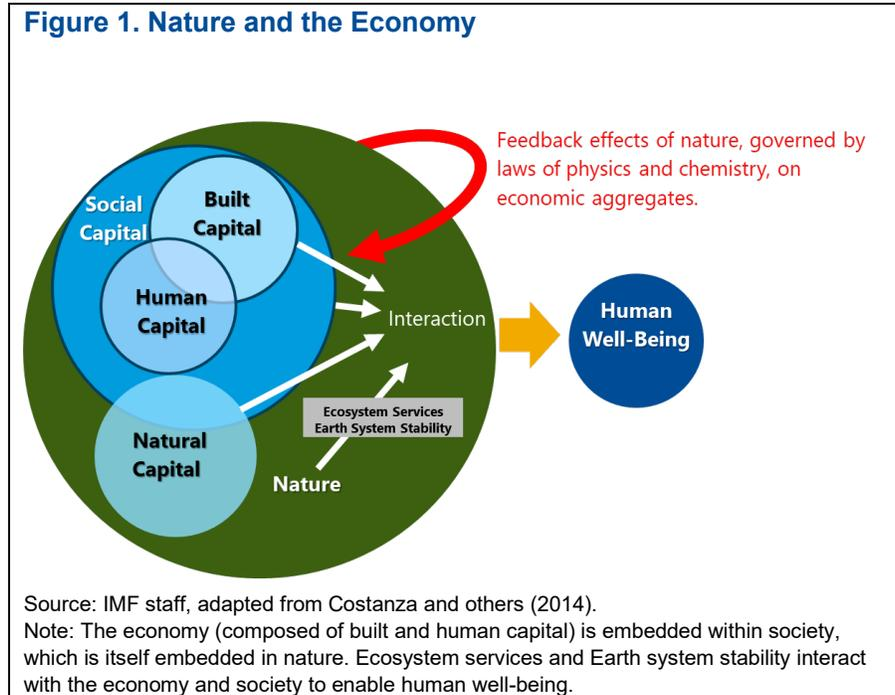 Figure 1. Nature and the Economy
Feedback effects of nature, governed by
laws of physics and chemistry, on
economic aggregates.
Social
Capital
Built
Capital
Human
Capital
Interaction
Human
Well-Being
Ecosystem Services
Earth System Stability
Natural
Capital
Nature
Source: IMF staff, adapted from Costanza and others (2014).
Note: The economy (composed of built and human capital) is embedded within society,
which is itself embedded in nature. Ecosystem services and Earth system stability interact
with the economy and society to enable human well-being.